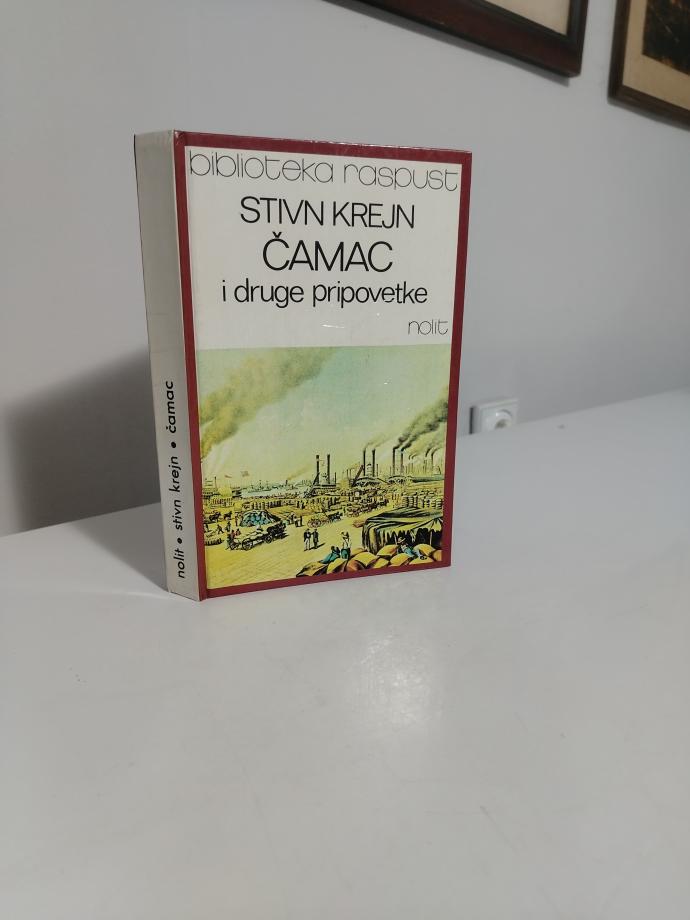 biblioteka raspust
STIVN KREJN
ČAMAC
i druge pripovetke
nolit
nolit • stivn krejn • čamac